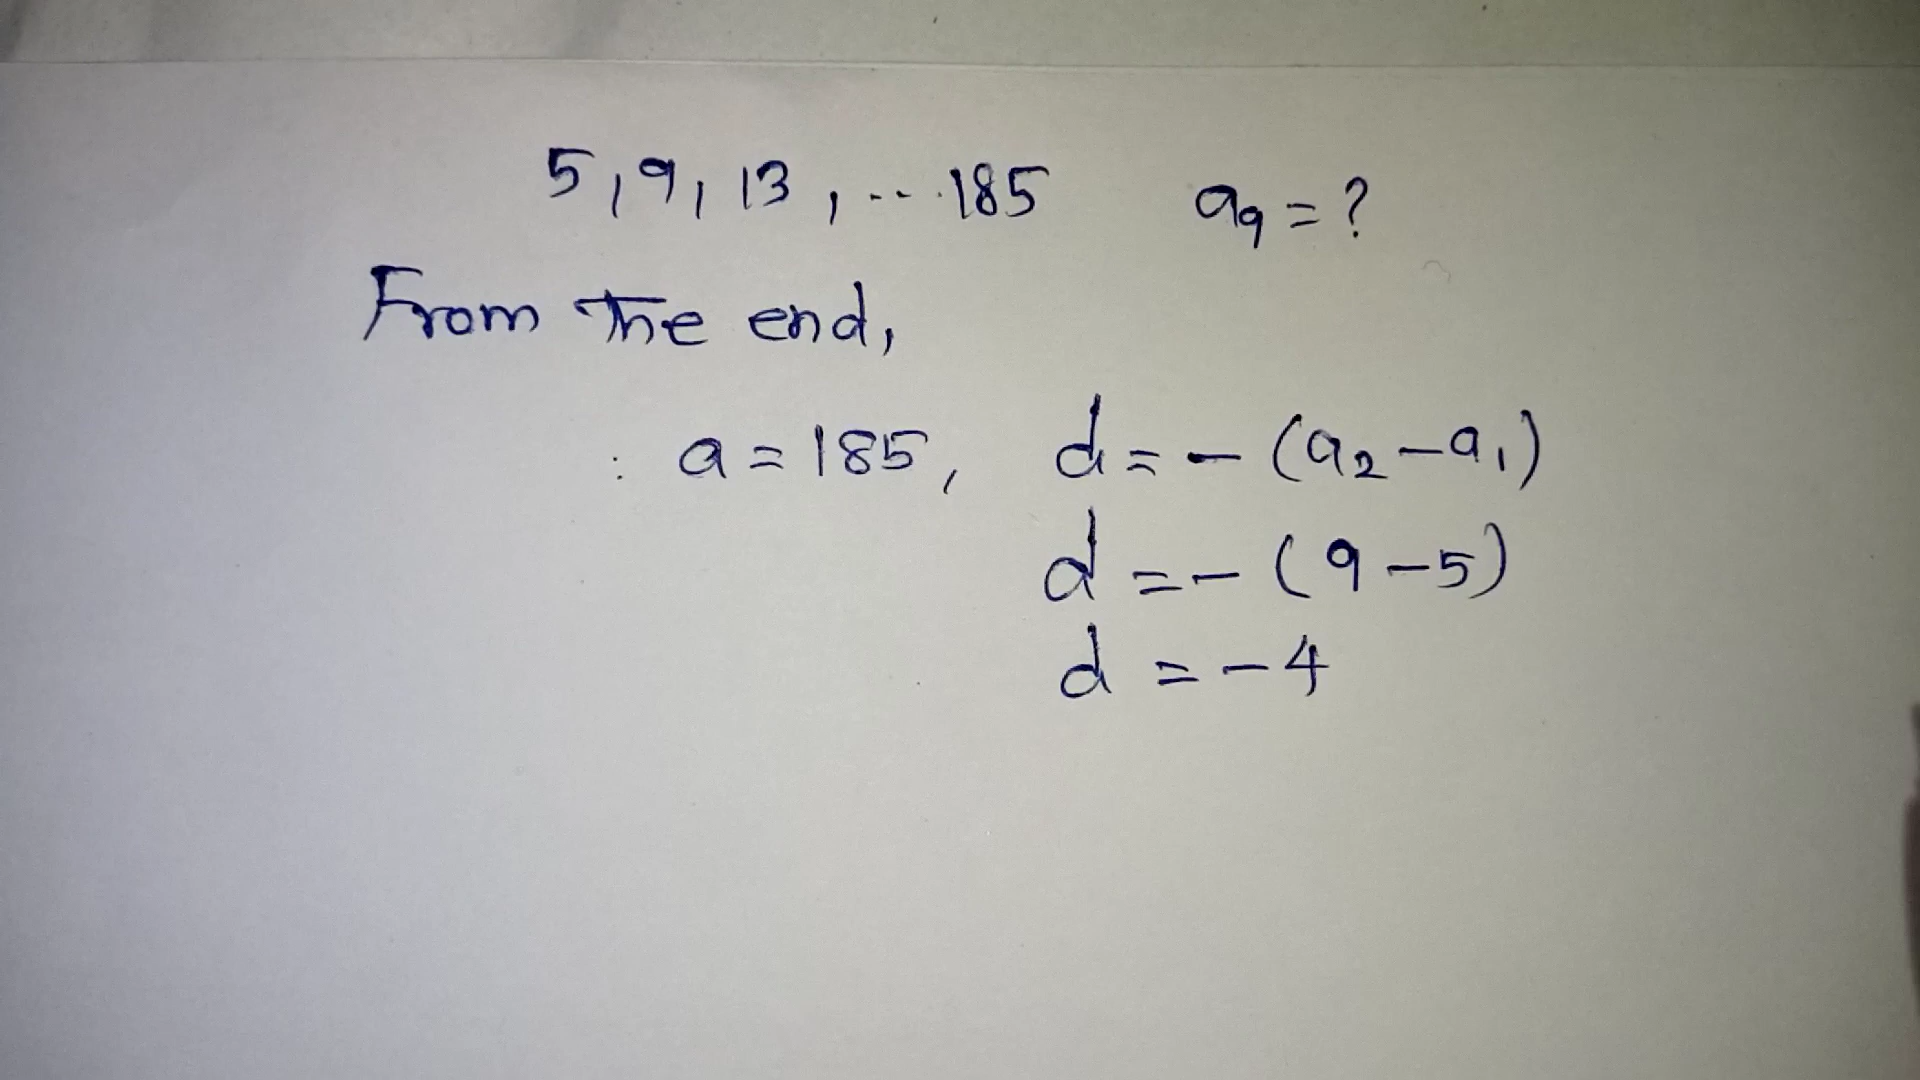 5, 9, 13, ... 185 a₉ = ?
From The end,
: a = 185, d = - (a₂ - a₁)
d = - (9 - 5)
d = - 4